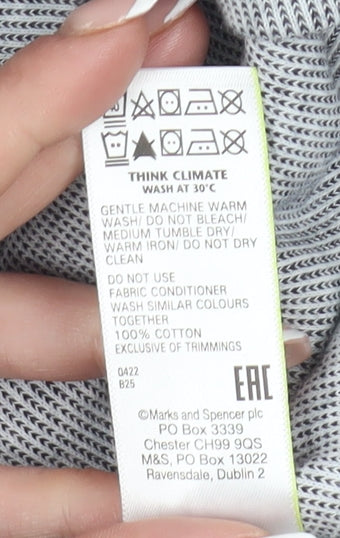 THINK CLIMATE
WASH AT 30°C
GENTLE MACHINE WARM
WASH/ DO NOT BLEACH/
MEDIUM TUMBLE DRY/
WARM IRON/ DO NOT DRY
CLEAN
DO NOT USE
FABRIC CONDITIONER
WASH SIMILAR COLOURS
TOGETHER
100% COTTON
EXCLUSIVE OF TRIMMINGS
0422
B25
EAC
©Marks and Spencer plc
PO Box 3339
Chester CH99 9QS
M&S, PO Box 13022
Ravensdale, Dublin 2